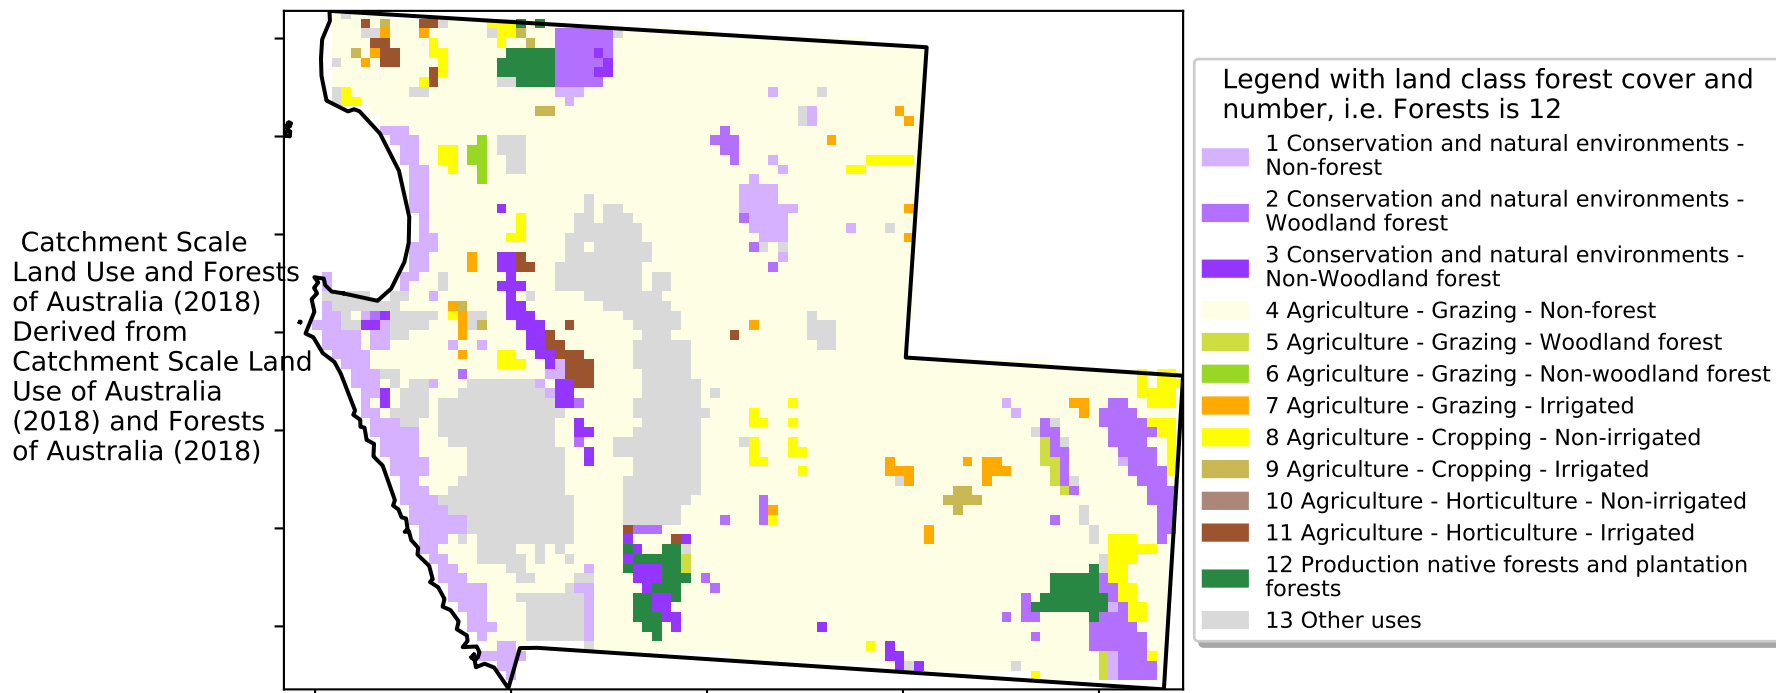 Catchment Scale
Land Use and Forests
of Australia (2018)
Derived from
Catchment Scale Land
Use of Australia
(2018) and Forests
of Australia (2018)
Legend with land class forest cover and
number, i.e. Forests is 12
1 Conservation and natural environments -
Non-forest
2 Conservation and natural environments -
Woodland forest
3 Conservation and natural environments -
Non-Woodland forest
4 Agriculture - Grazing - Non-forest
5 Agriculture - Grazing - Woodland forest
6 Agriculture - Grazing - Non-woodland forest
7 Agriculture - Grazing - Irrigated
8 Agriculture - Cropping - Non-irrigated
9 Agriculture - Cropping - Irrigated
10 Agriculture - Horticulture - Non-irrigated
11 Agriculture - Horticulture - Irrigated
12 Production native forests and plantation
forests
13 Other uses